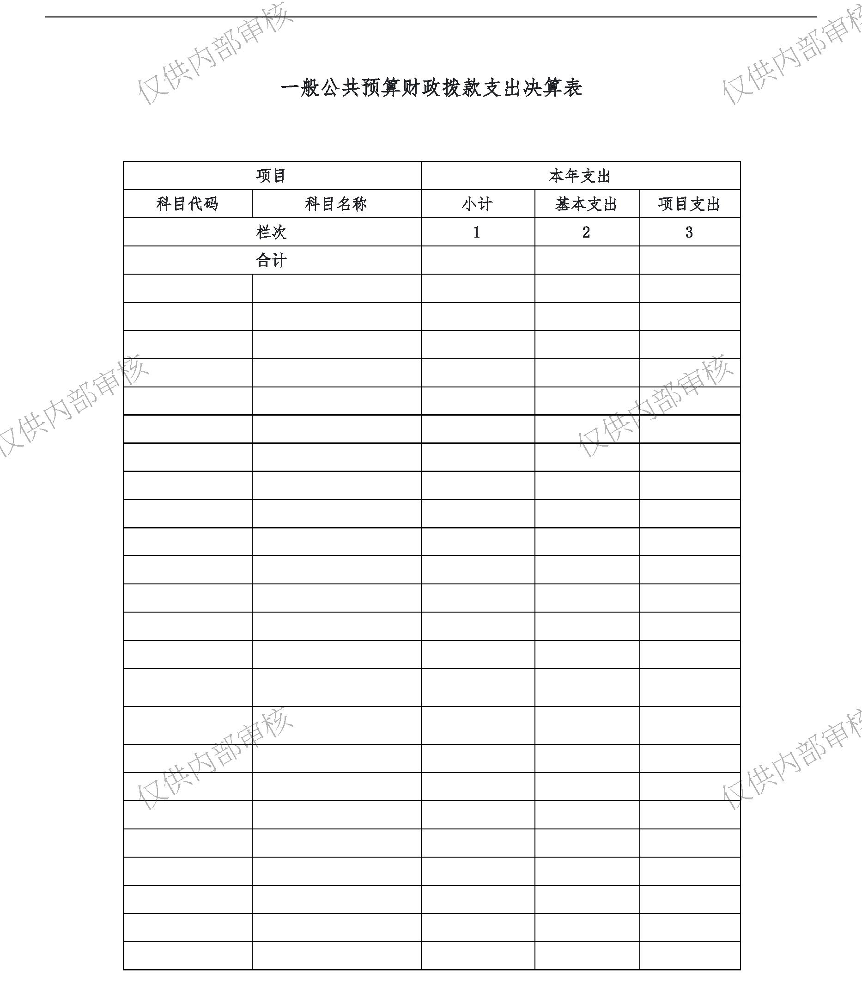 一般公共预算财政拨款支出决算表
项目 本年支出
科目代码 科目名称 小计 基本支出 项目支出
栏次 1 2 3
合计
仅供内部审核
仅供内部审核
仅供内部审核
仅供内部审核
仅供内部审核
仅供内部审核